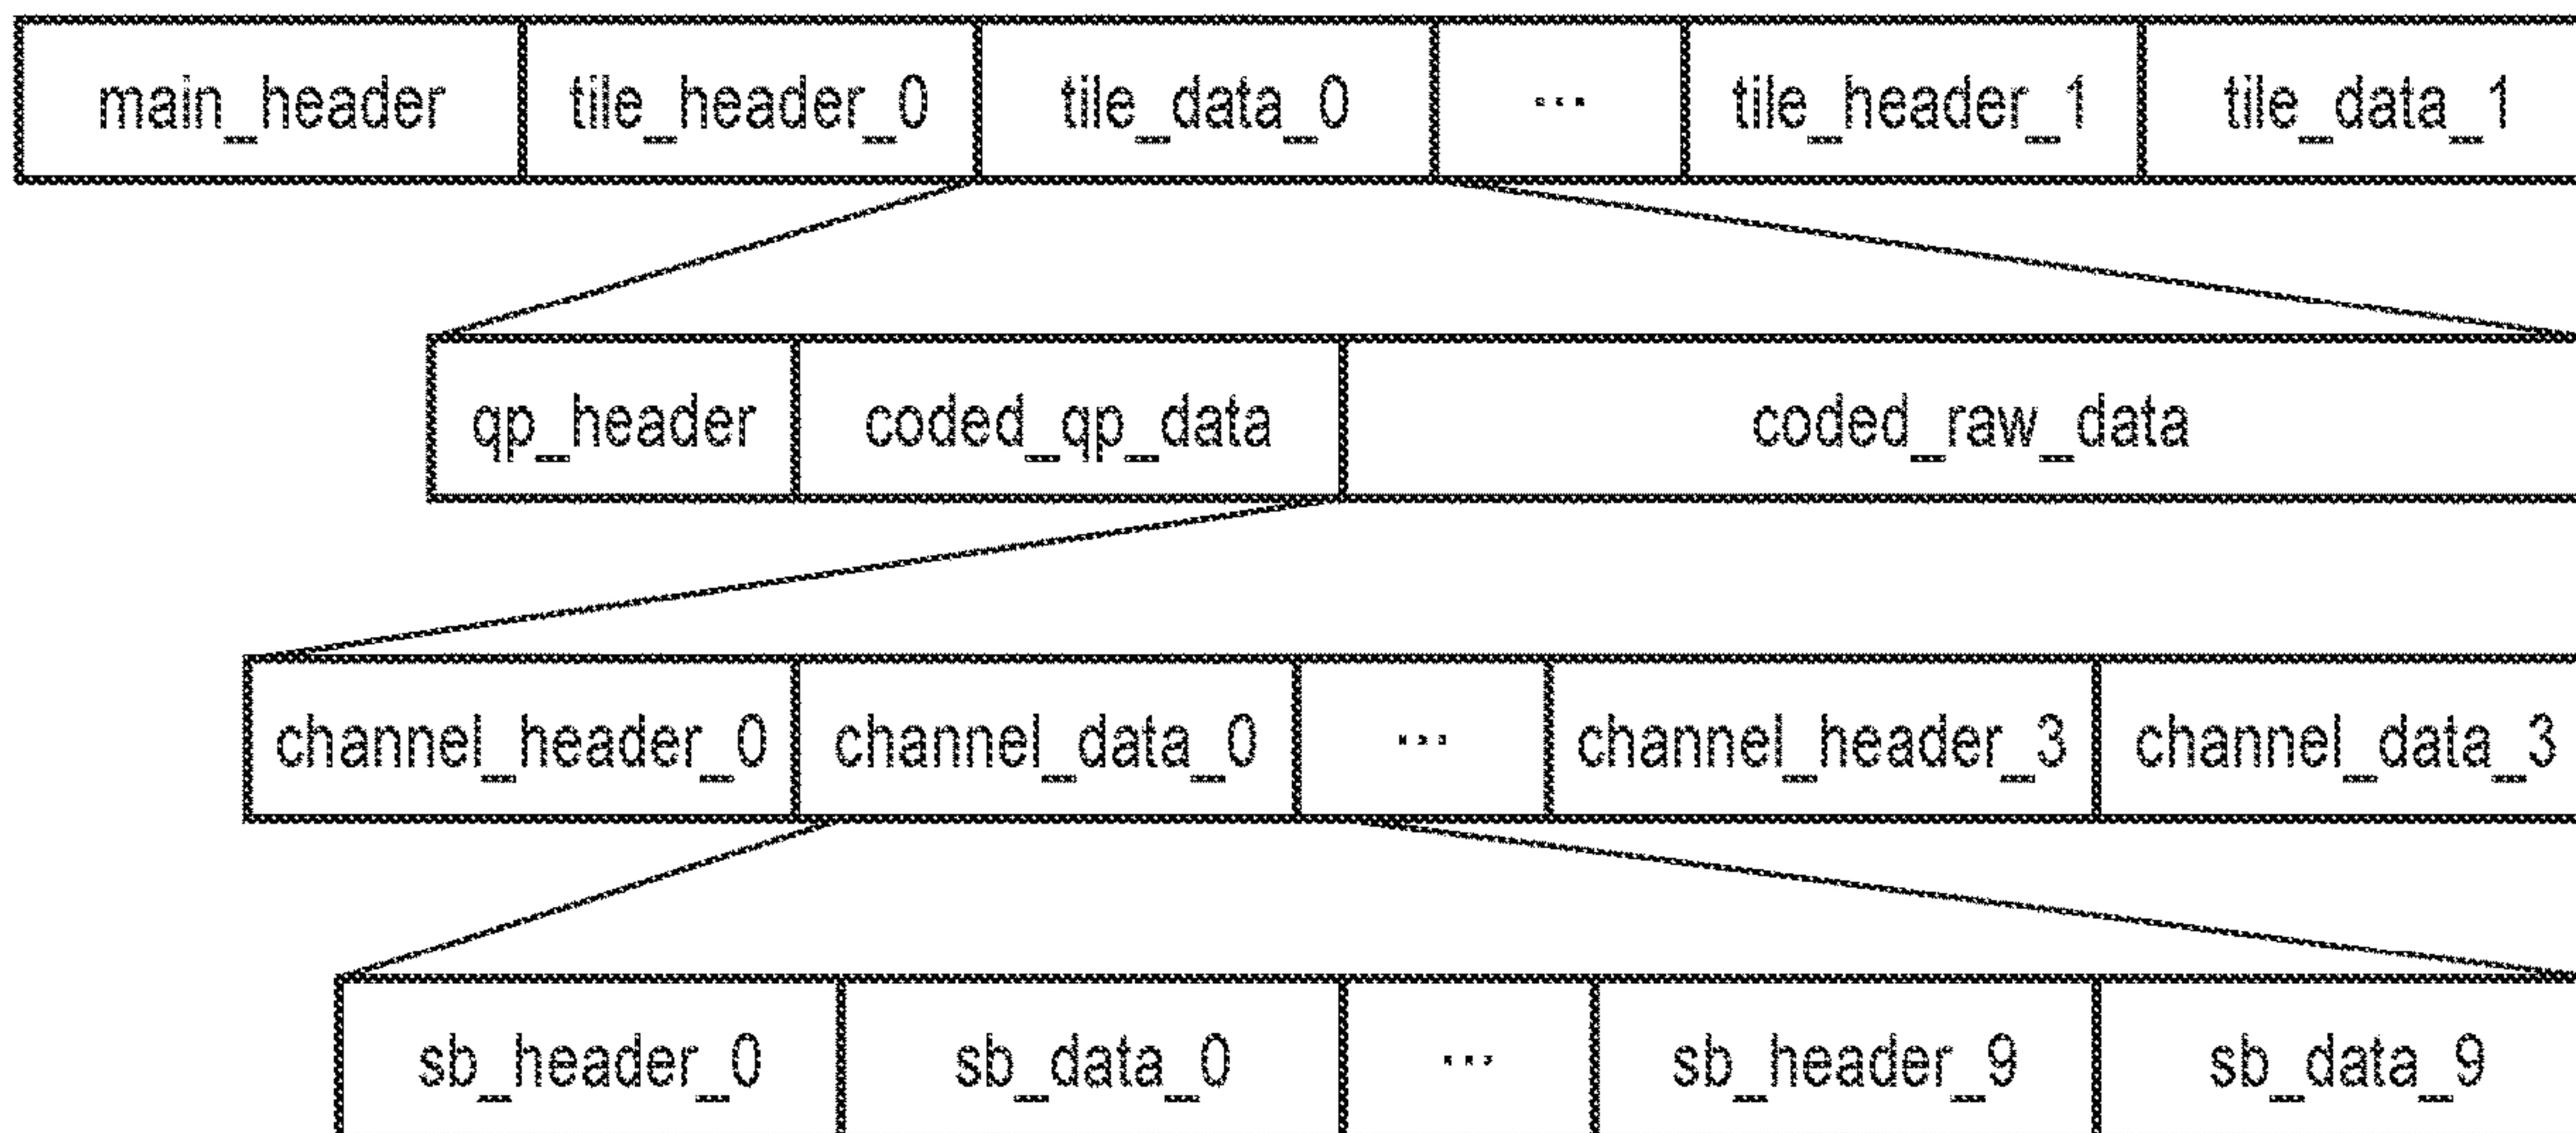 main_header tile_header_0 tile_data_0 ... tile_header_1 tile_data_1
qp_header coded_qp_data coded_raw_data
channel_header_0 channel_data_0 ... channel_header_3 channel_data_3
sb_header_0 sb_data_0 ... sb_header_9 sb_data_9